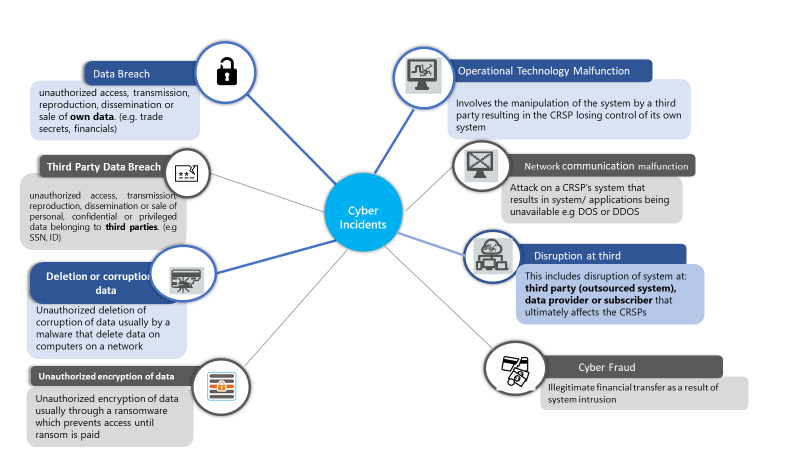 Data Breach
unauthorized access, transmission,
reproduction, dissemination or
sale of own data. (e.g. trade
secrets, financials)
Third Party Data Breach
unauthorized access, transmission,
reproduction, dissemination or sale of
personal, confidential or privileged
data belonging to third parties. (e.g
SSN, ID)
Deletion or corruption
data
Unauthorized deletion of
corruption of data usually by a
malware that delete data on
computers on a network
Unauthorized encryption of data
Unauthorized encryption of data
usually through a ransomware
which prevents access until
ransom is paid
Cyber
Incidents
Operational Technology Malfunction
Involves the manipulation of the system by a third
party resulting in the CRSP losing control of its own
system
Network communication malfunction
Attack on a CRSP's system that
results in system/ applications being
unavailable e.g DOS or DDOS
Disruption at third
This includes disruption of system at:
third party (outsourced system),
data provider or subscriber that
ultimately affects the CRSPs
Cyber Fraud
Illegitimate financial transfer as a result of
system intrusion